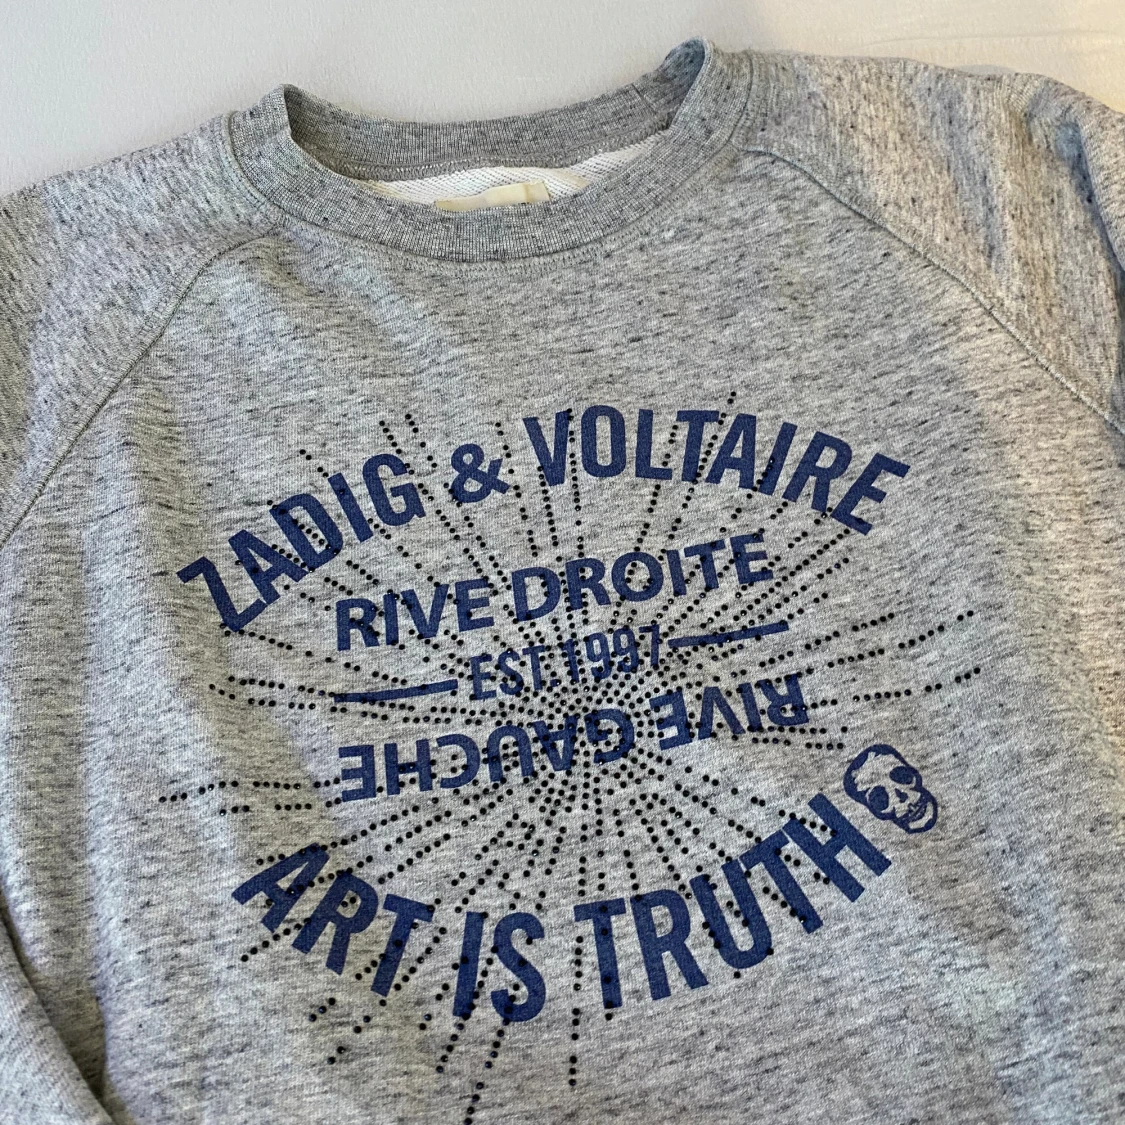 ZADIG & VOLTAIRE
RIVE DROITE
EST. 1997
RIVE GAUCHE
ART IS TRUTH